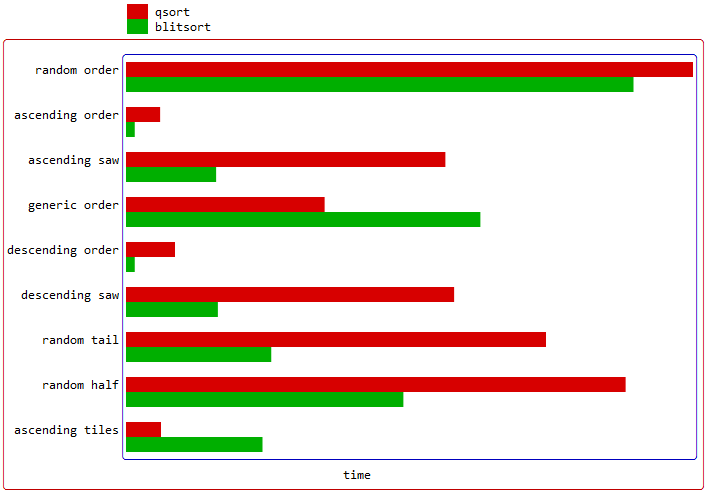 qsort
blitsort
random order
ascending order
ascending saw
generic order
descending order
descending saw
random tail
random half
ascending tiles
time